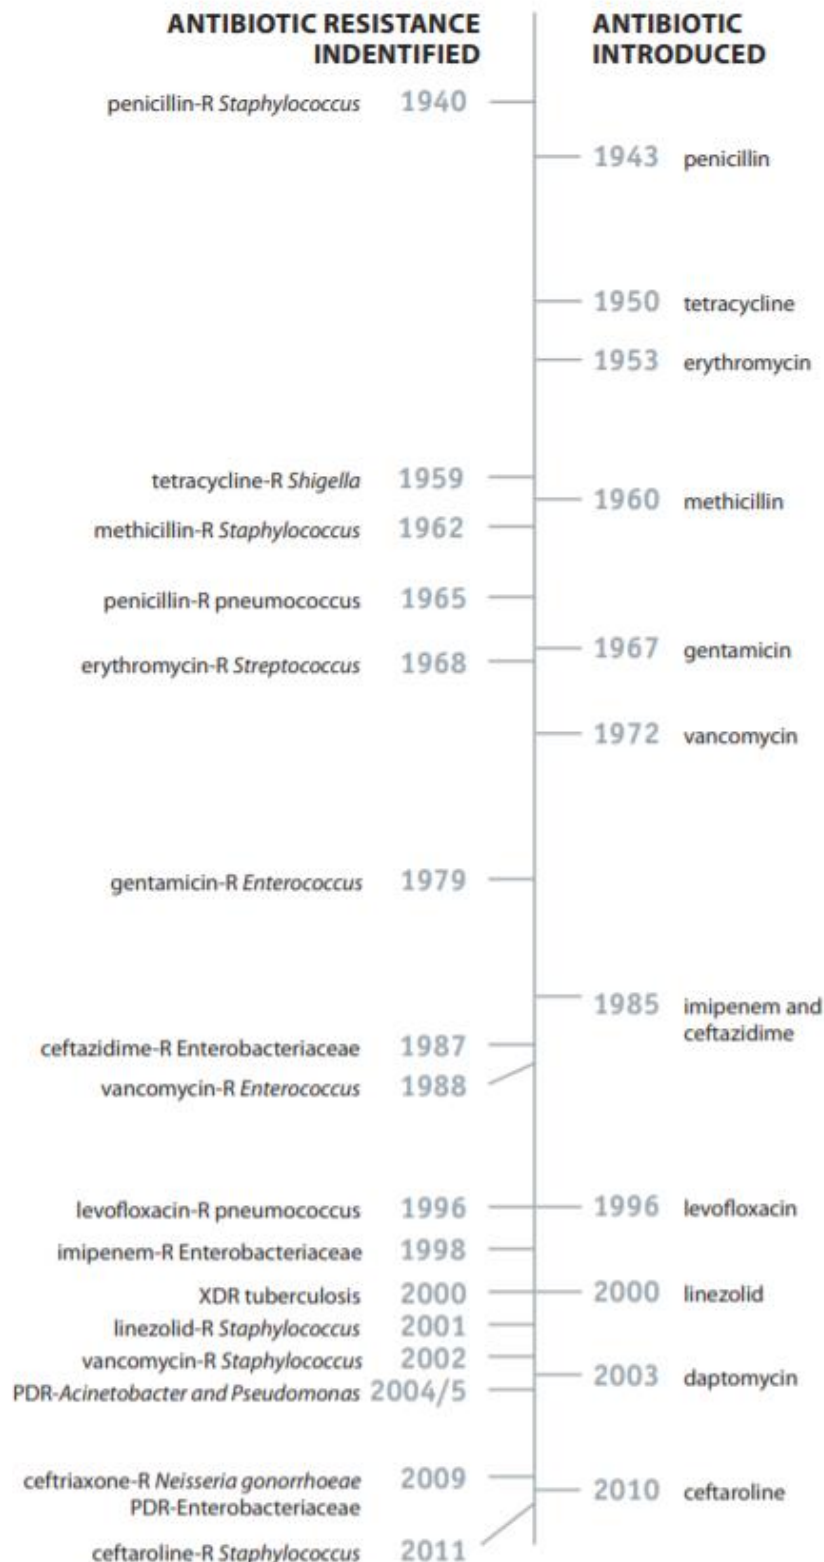 ANTIBIOTIC RESISTANCE
INDENTIFIED
ANTIBIOTIC
INTRODUCED
penicillin-R Staphylococcus 1940
1943 penicillin
1950 tetracycline
1953 erythromycin
tetracycline-R Shigella 1959
1960 methicillin
methicillin-R Staphylococcus 1962
penicillin-R pneumococcus 1965
1967 gentamicin
erythromycin-R Streptococcus 1968
1972 vancomycin
gentamicin-R Enterococcus 1979
1985 imipenem and
ceftazidime
ceftazidime-R Enterobacteriaceae 1987
vancomycin-R Enterococcus 1988
levofloxacin-R pneumococcus 1996
1996 levofloxacin
imipenem-R Enterobacteriaceae 1998
XDR tuberculosis 2000
2000 linezolid
linezolid-R Staphylococcus 2001
vancomycin-R Staphylococcus 2002
2003 daptomycin
PDR-Acinetobacter and Pseudomonas 2004/5
ceftriaxone-R Neisseria gonorrhoeae 2009
PDR-Enterobacteriaceae
2010 ceftaroline
ceftaroline-R Staphylococcus 2011